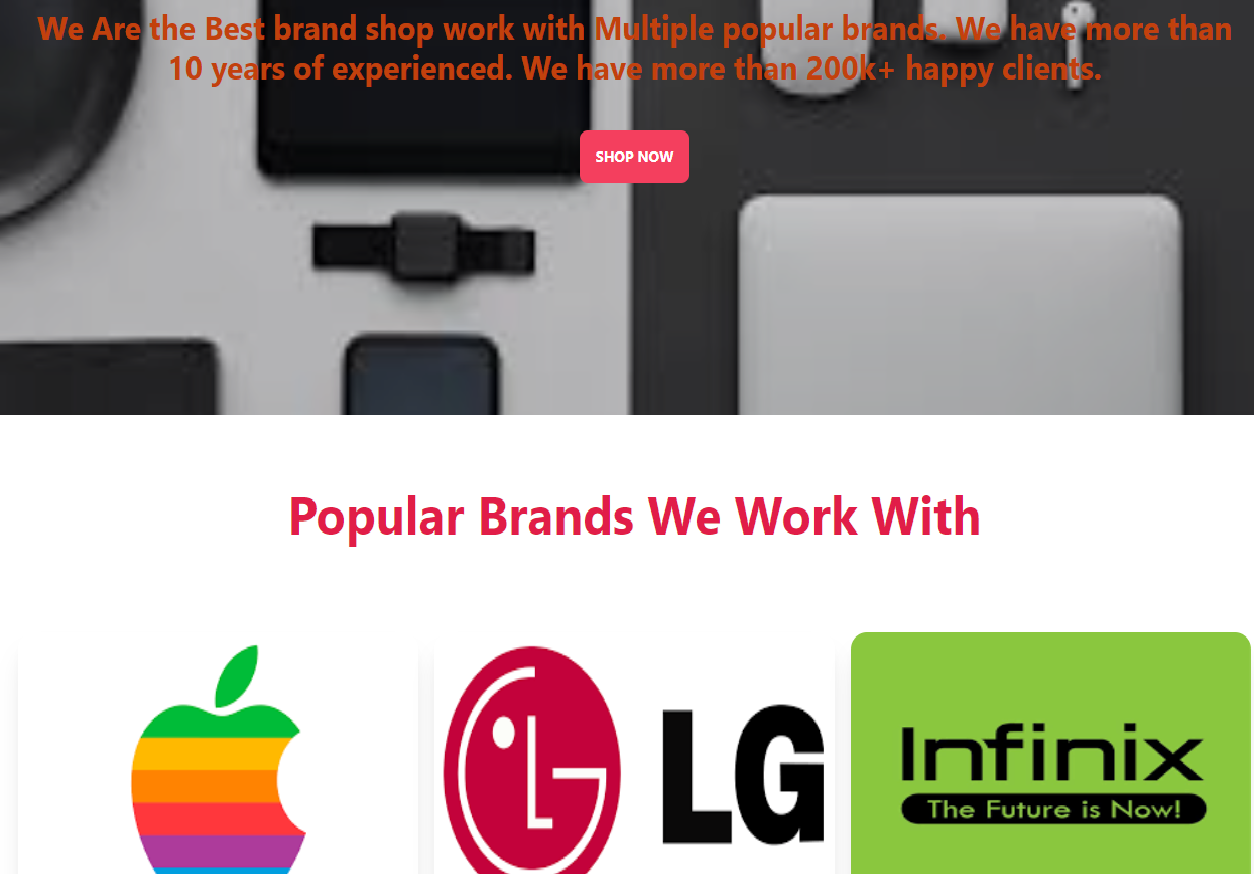 We Are the Best brand shop work with Multiple popular brands. We have more than
10 years of experienced. We have more than 200k+ happy clients.
SHOP NOW
Popular Brands We Work With
LG
Infinix
The Future is Now!